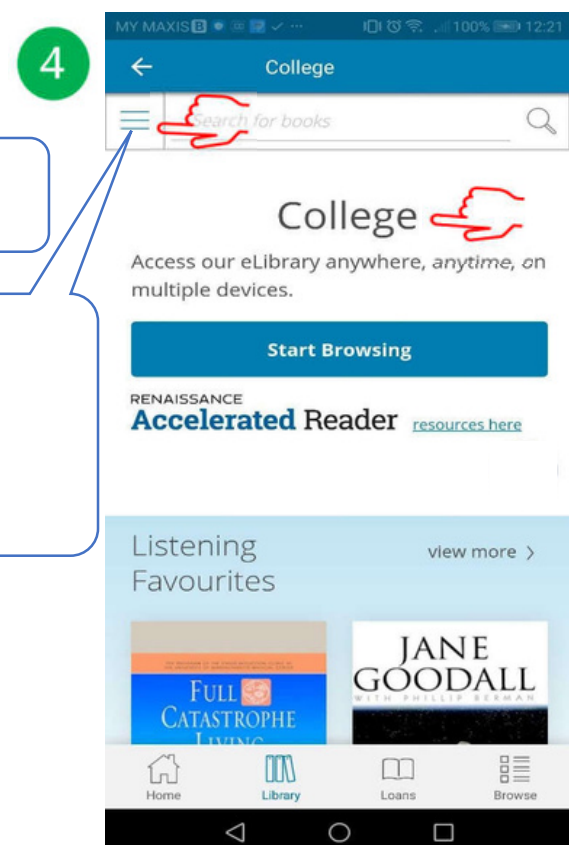 4
MY MAXIS B 100% 12:21
College
Search for books
College
Access our eLibrary anywhere, anytime, on
multiple devices.
Start Browsing
RENAISSANCE
Accelerated Reader resources here
Listening
Favourites
view more >
FULL
CATASTROPHE
LIVING
JANE
GOODALL
WITH PHILLIP BERMAN
Home Library Loans Browse